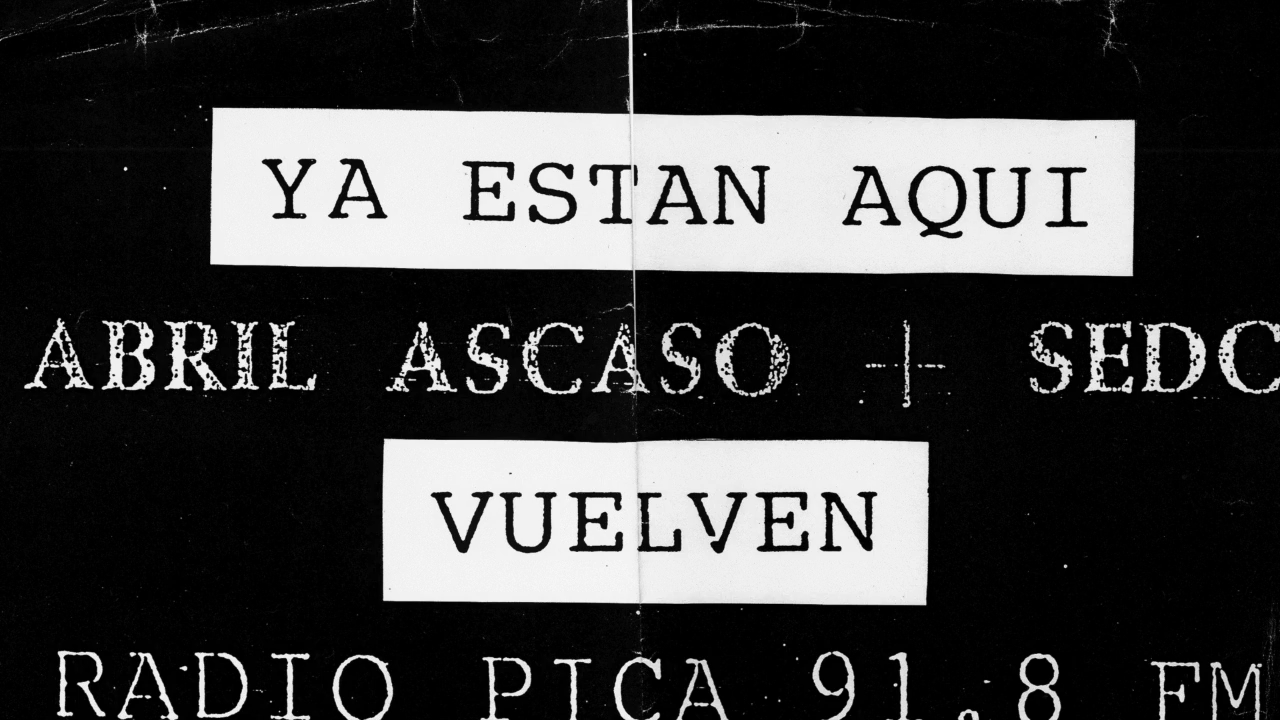 YA ESTAN AQUI
ABRIL ASCASO + SEDC
VUELVEN
RADIO PICA 91.8 FM